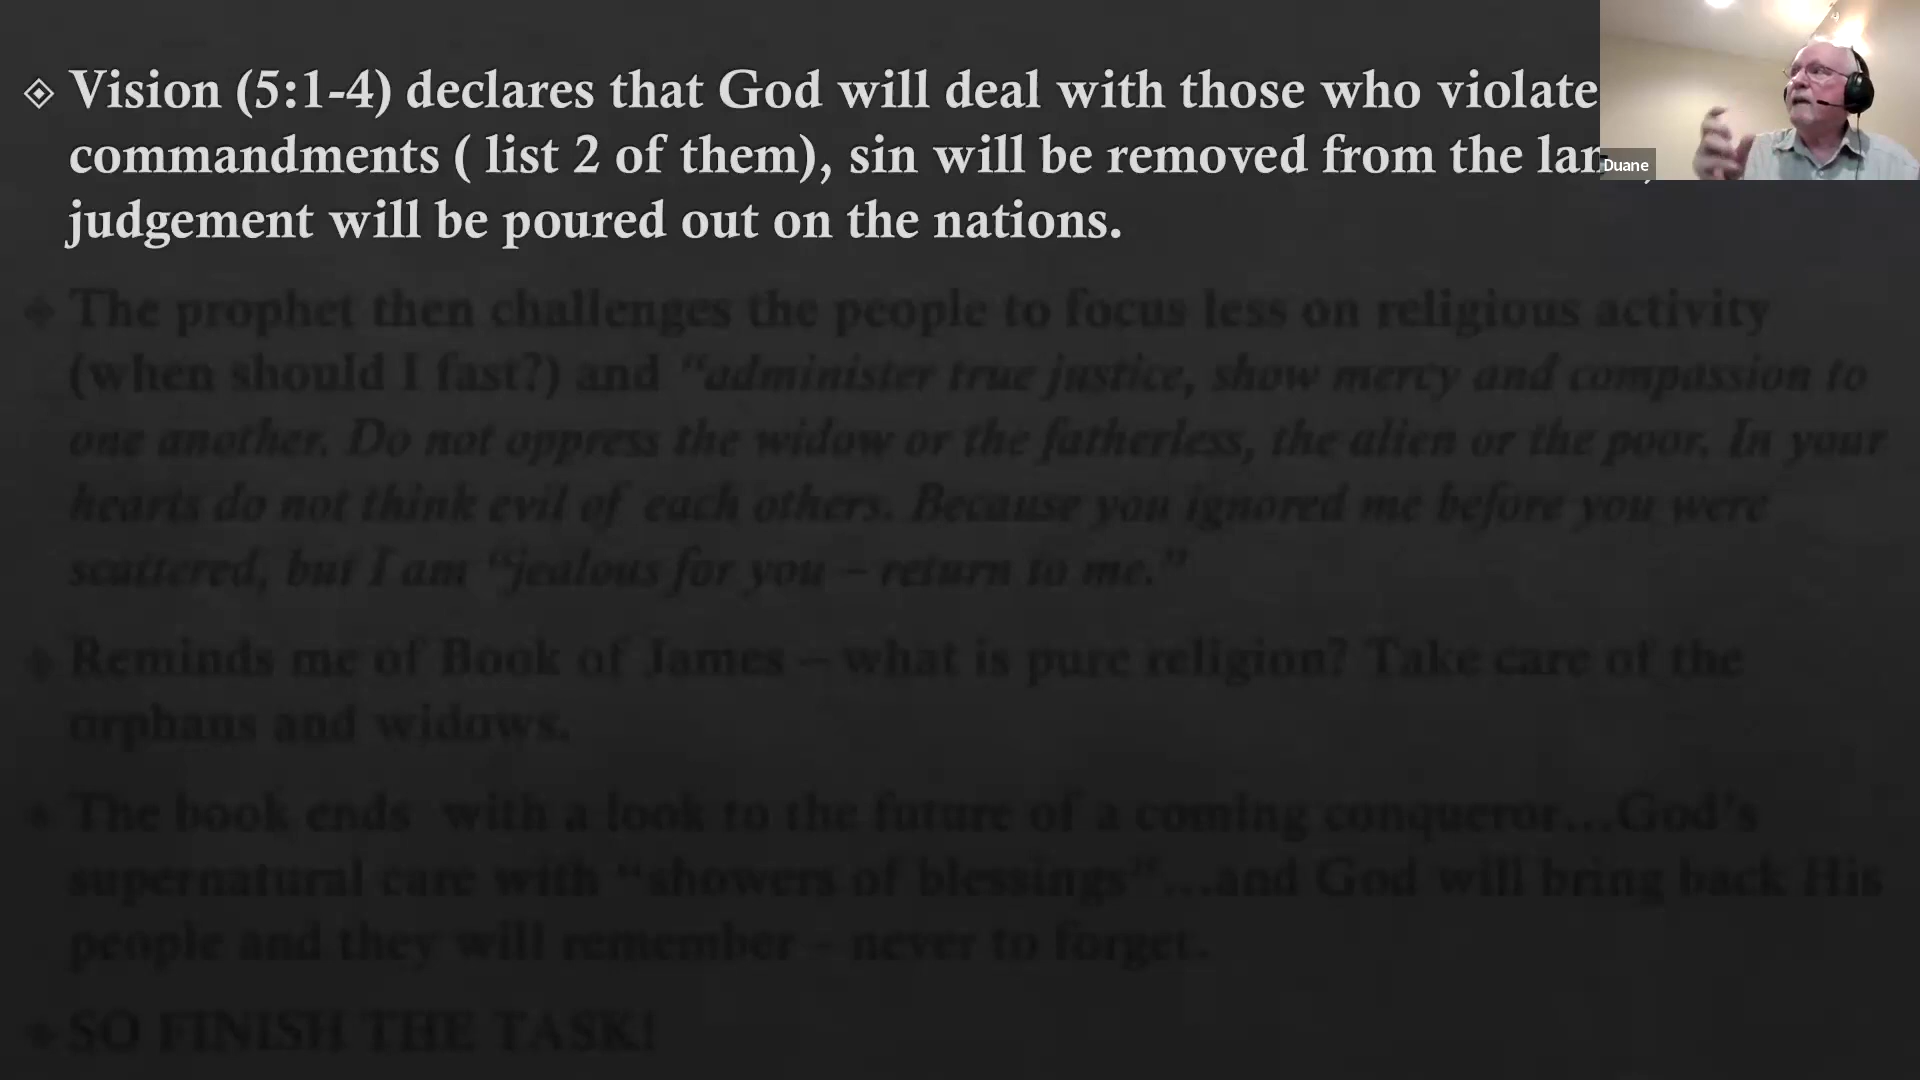 Vision (5:1-4) declares that God will deal with those who violate
commandments ( list 2 of them), sin will be removed from the lan
Duane
judgement will be poured out on the nations.
The prophet then challenges the people to focus less on religious activity
(when should I fast?) and “administer true justice, show mercy and compassion to
one another. Do not oppress the widow or the fatherless, the alien or the poor. In your
hearts do not think evil of each others. Because you ignored me before you were
scattered, but I am “jealous for you – return to me.”
Reminds me of Book of James – what is pure religion? Take care of the
orphans and widows.
The book ends with a look to the future of a coming conqueror...God’s
supernatural care with “showers of blessings”...and God will bring back His
people and they will remember – never to forget.
SO FINISH THE TASK!